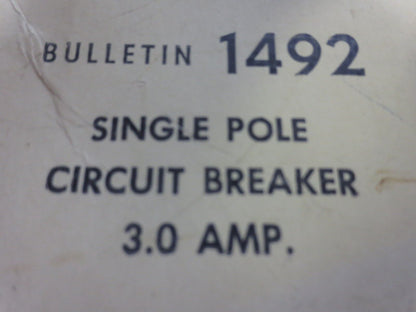 BULLETIN 1492
SINGLE POLE
CIRCUIT BREAKER
3.0 AMP.